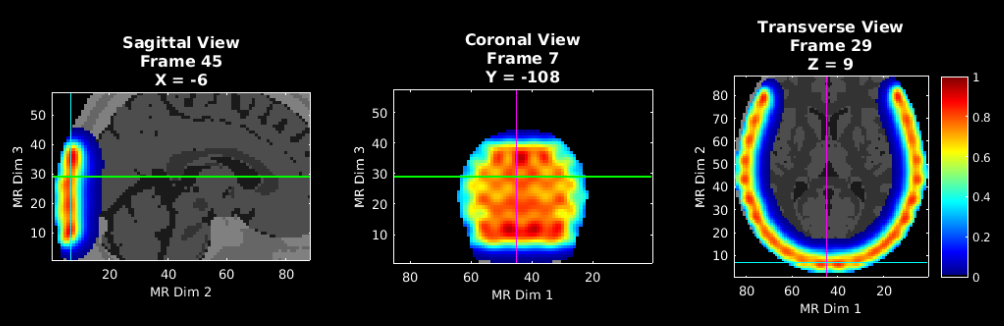 Sagittal View
Frame 45
X = -6
50
40
30
20
10
MR Dim 3
20
40
60
80
MR Dim 2
Coronal View
Frame 7
Y = -108
50
40
30
20
10
MR Dim 3
80
60
40
20
MR Dim 1
Transverse View
Frame 29
Z = 9
80
70
60
50
40
30
20
10
MR Dim 2
80
60
40
20
MR Dim 1
1
0.8
0.6
0.4
0.2
0